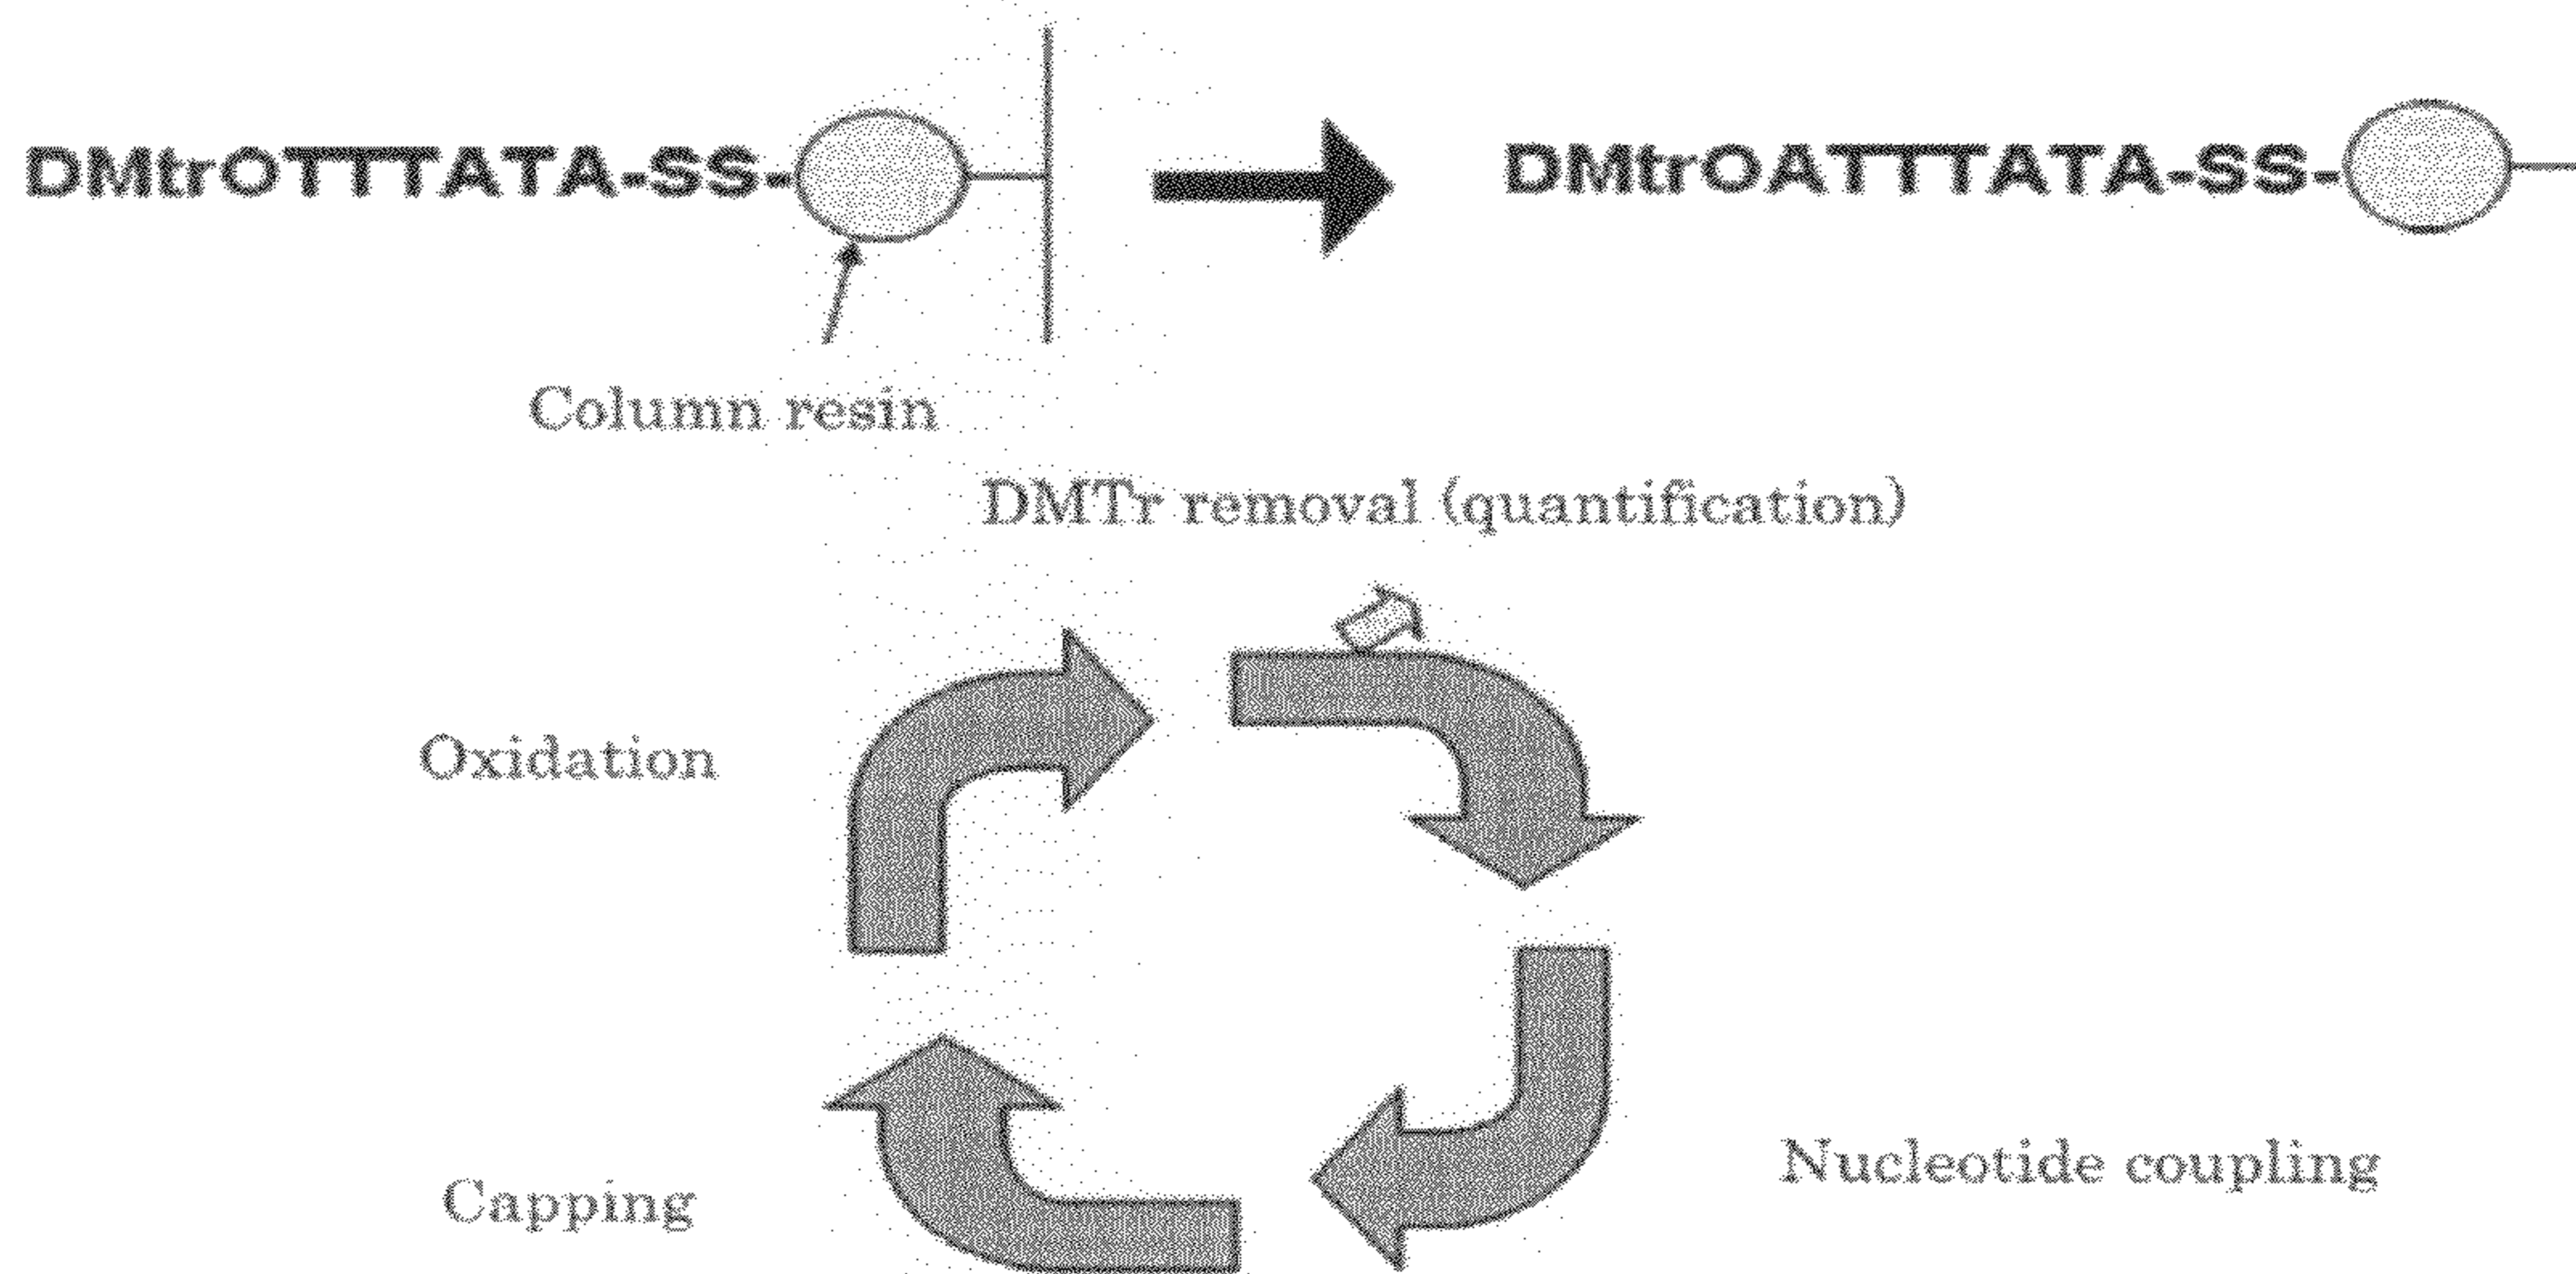 DMtrOTTTATA-SS-
DMtrOATTTATA-SS-
Column resin
DMTr removal (quantification)
Oxidation
Nucleotide coupling
Capping